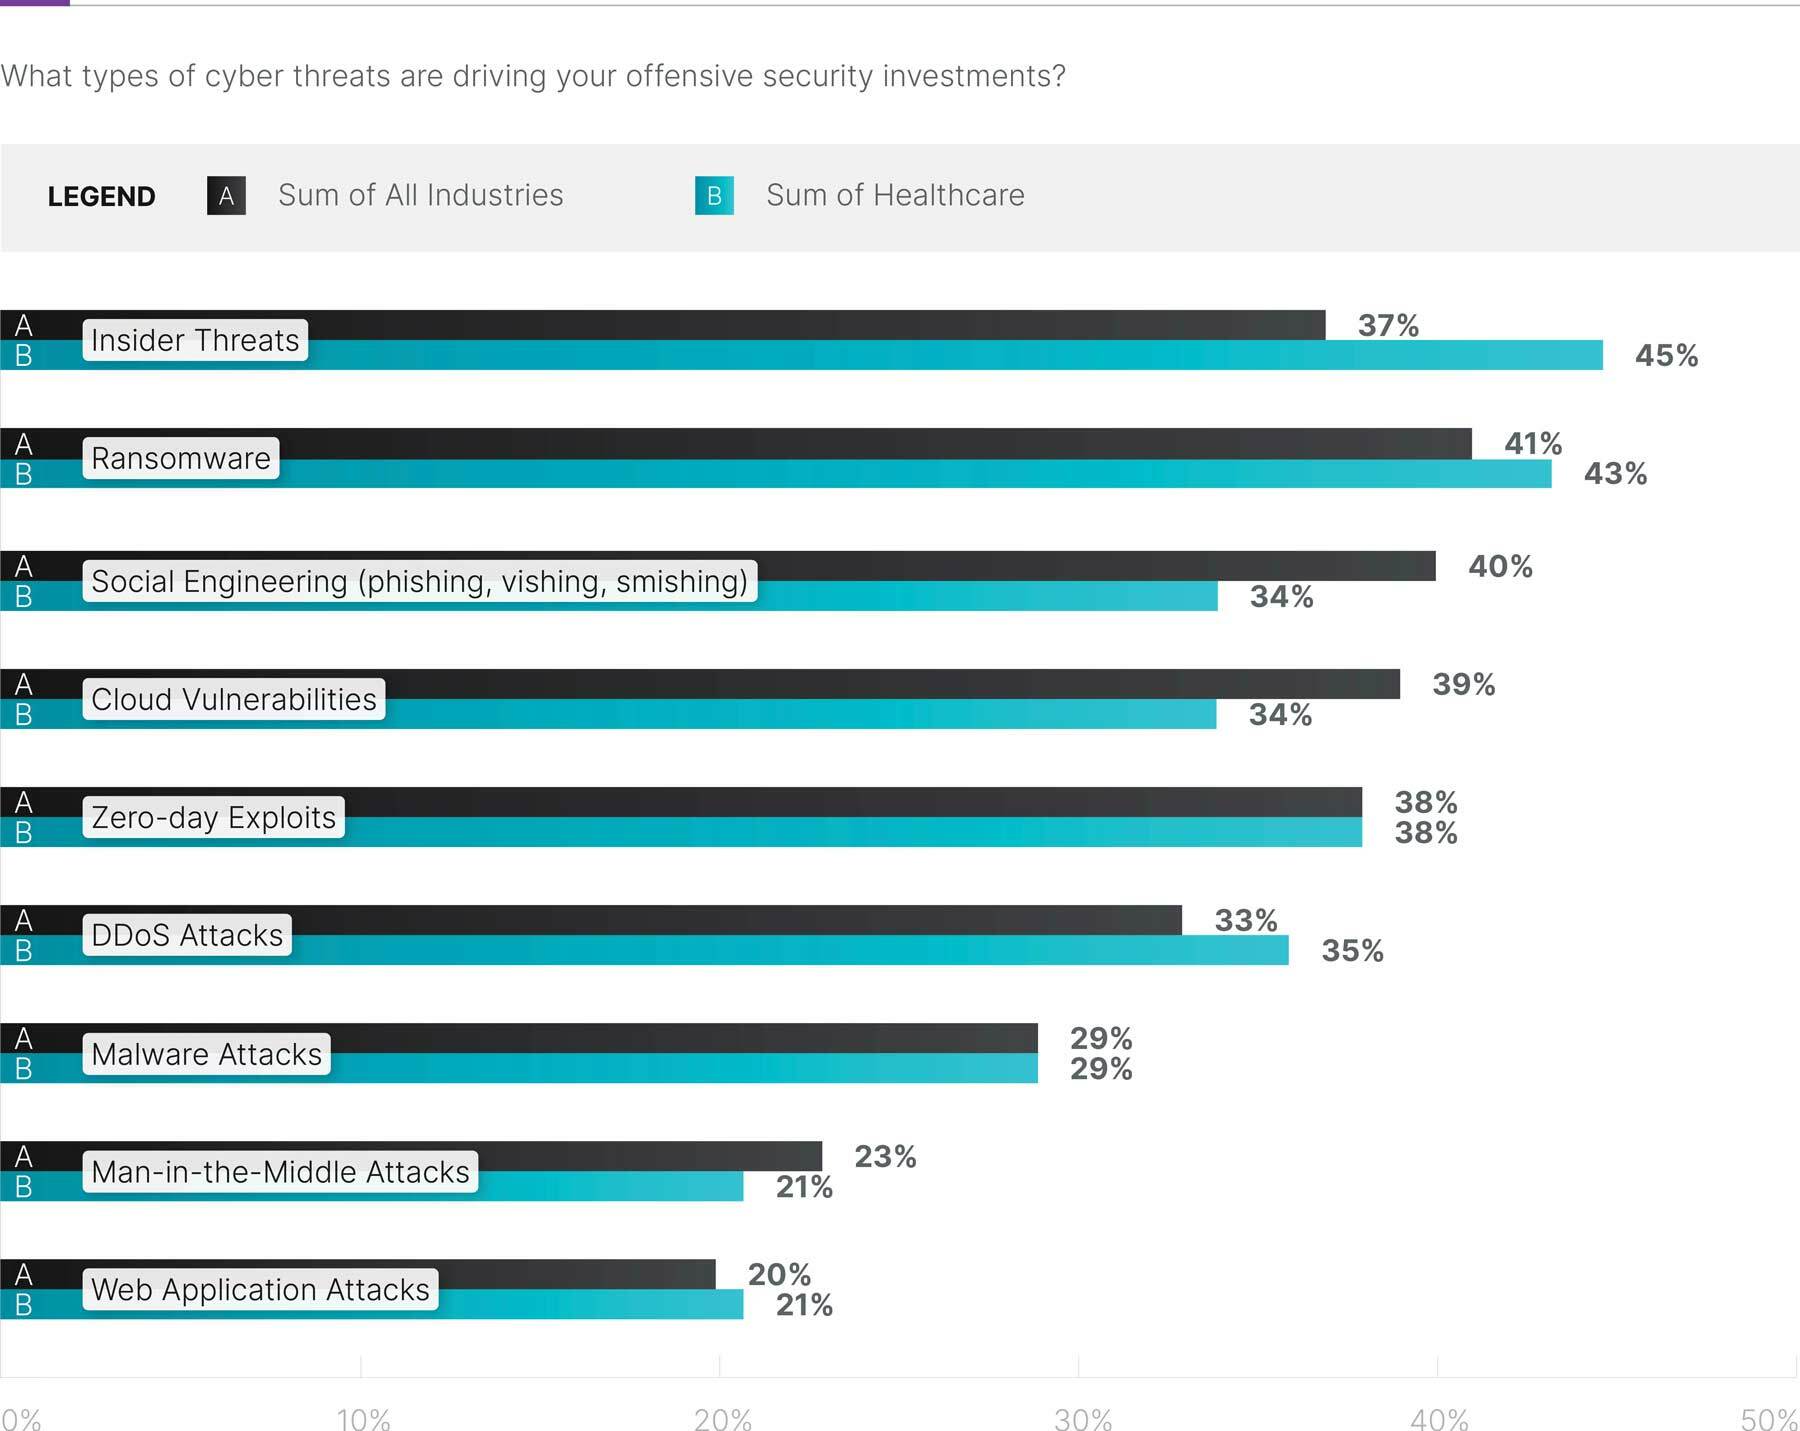 What types of cyber threats are driving your offensive security investments?
LEGEND A Sum of All Industries B Sum of Healthcare
A Insider Threats 37%
B 45%
A Ransomware 41%
B 43%
A Social Engineering (phishing, vishing, smishing) 40%
B 34%
A Cloud Vulnerabilities 39%
B 34%
A Zero-day Exploits 38%
B 38%
A DDoS Attacks 33%
B 35%
A Malware Attacks 29%
B 29%
A Man-in-the-Middle Attacks 23%
B 21%
A Web Application Attacks 20%
B 21%
0% 10% 20% 30% 40% 50%